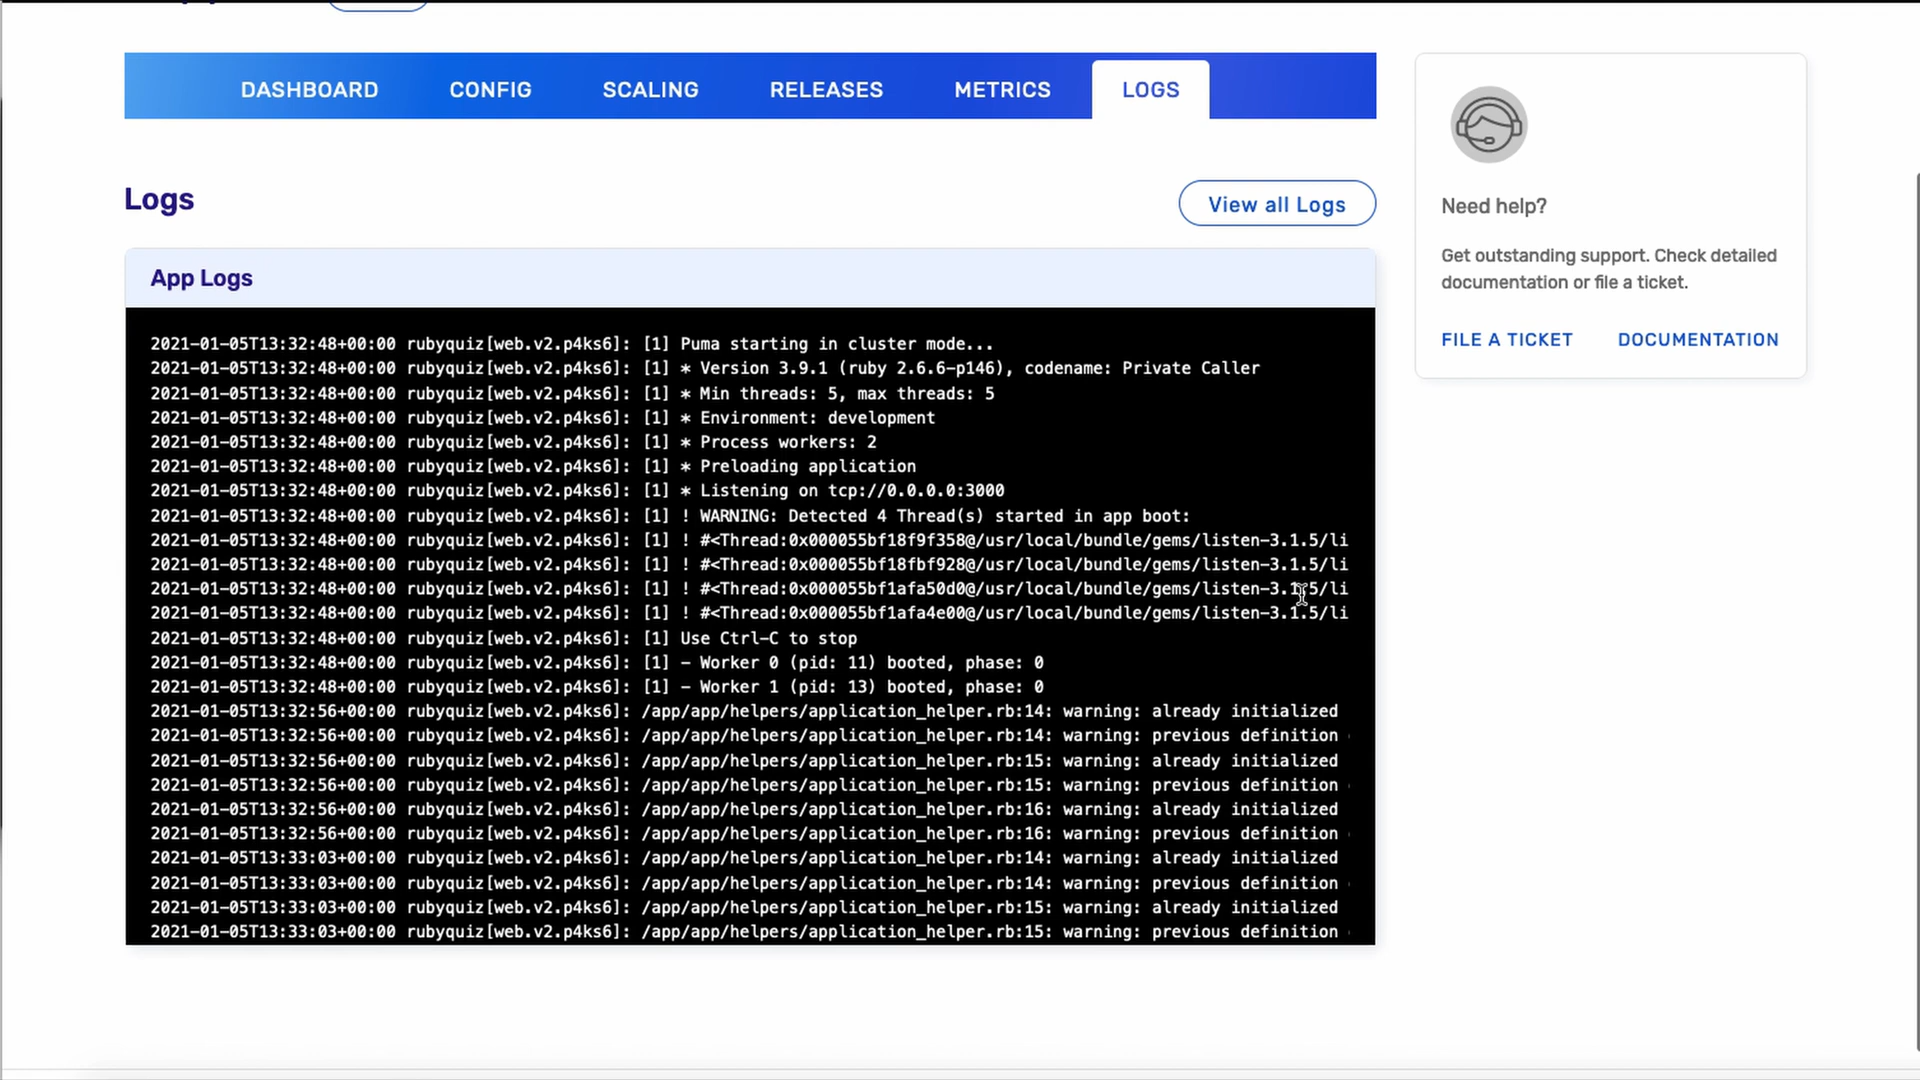 DASHBOARD CONFIG SCALING RELEASES METRICS LOGS
Logs
View all Logs
App Logs
2021-01-05T13:32:48+00:00 rubyquiz[web.v2.p4ks6]: [1] Puma starting in cluster mode...
2021-01-05T13:32:48+00:00 rubyquiz[web.v2.p4ks6]: [1] * Version 3.9.1 (ruby 2.6.6-p146), codename: Private Caller
2021-01-05T13:32:48+00:00 rubyquiz[web.v2.p4ks6]: [1] * Min threads: 5, max threads: 5
2021-01-05T13:32:48+00:00 rubyquiz[web.v2.p4ks6]: [1] * Environment: development
2021-01-05T13:32:48+00:00 rubyquiz[web.v2.p4ks6]: [1] * Process workers: 2
2021-01-05T13:32:48+00:00 rubyquiz[web.v2.p4ks6]: [1] * Preloading application
2021-01-05T13:32:48+00:00 rubyquiz[web.v2.p4ks6]: [1] * Listening on tcp://0.0.0.0:3000
2021-01-05T13:32:48+00:00 rubyquiz[web.v2.p4ks6]: [1] ! WARNING: Detected 4 Thread(s) started in app boot:
2021-01-05T13:32:48+00:00 rubyquiz[web.v2.p4ks6]: [1] ! #<Thread:0x000055bf18f9f358@/usr/local/bundle/gems/listen-3.1.5/li
2021-01-05T13:32:48+00:00 rubyquiz[web.v2.p4ks6]: [1] ! #<Thread:0x000055bf18fbf928@/usr/local/bundle/gems/listen-3.1.5/li
2021-01-05T13:32:48+00:00 rubyquiz[web.v2.p4ks6]: [1] ! #<Thread:0x000055bf1afa50d0@/usr/local/bundle/gems/listen-3.1.5/li
2021-01-05T13:32:48+00:00 rubyquiz[web.v2.p4ks6]: [1] ! #<Thread:0x000055bf1afa4e00@/usr/local/bundle/gems/listen-3.1.5/li
2021-01-05T13:32:48+00:00 rubyquiz[web.v2.p4ks6]: [1] Use Ctrl-C to stop
2021-01-05T13:32:48+00:00 rubyquiz[web.v2.p4ks6]: [1] - Worker 0 (pid: 11) booted, phase: 0
2021-01-05T13:32:48+00:00 rubyquiz[web.v2.p4ks6]: [1] - Worker 1 (pid: 13) booted, phase: 0
2021-01-05T13:32:56+00:00 rubyquiz[web.v2.p4ks6]: /app/app/helpers/application_helper.rb:14: warning: already initialized
2021-01-05T13:32:56+00:00 rubyquiz[web.v2.p4ks6]: /app/app/helpers/application_helper.rb:14: warning: previous definition
2021-01-05T13:32:56+00:00 rubyquiz[web.v2.p4ks6]: /app/app/helpers/application_helper.rb:15: warning: already initialized
2021-01-05T13:32:56+00:00 rubyquiz[web.v2.p4ks6]: /app/app/helpers/application_helper.rb:15: warning: previous definition
2021-01-05T13:32:56+00:00 rubyquiz[web.v2.p4ks6]: /app/app/helpers/application_helper.rb:16: warning: already initialized
2021-01-05T13:32:56+00:00 rubyquiz[web.v2.p4ks6]: /app/app/helpers/application_helper.rb:16: warning: previous definition
2021-01-05T13:33:03+00:00 rubyquiz[web.v2.p4ks6]: /app/app/helpers/application_helper.rb:14: warning: already initialized
2021-01-05T13:33:03+00:00 rubyquiz[web.v2.p4ks6]: /app/app/helpers/application_helper.rb:14: warning: previous definition
2021-01-05T13:33:03+00:00 rubyquiz[web.v2.p4ks6]: /app/app/helpers/application_helper.rb:15: warning: already initialized
2021-01-05T13:33:03+00:00 rubyquiz[web.v2.p4ks6]: /app/app/helpers/application_helper.rb:15: warning: previous definition
Need help?
Get outstanding support. Check detailed
documentation or file a ticket.
FILE A TICKET DOCUMENTATION